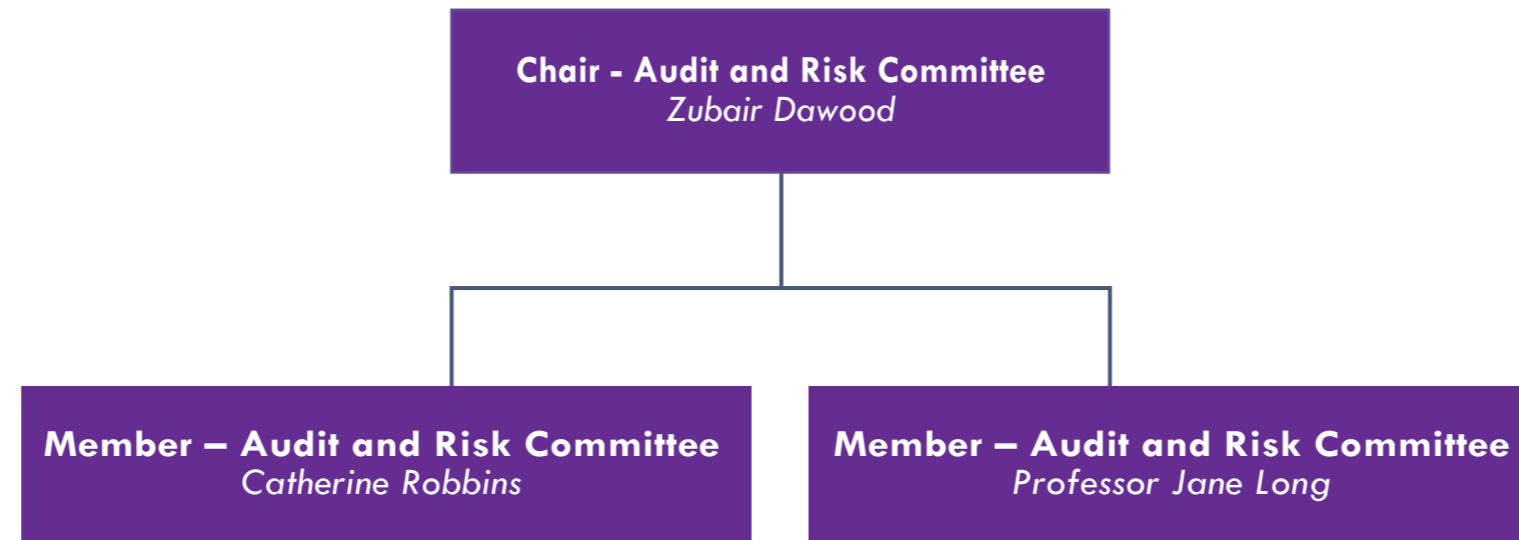 Chair - Audit and Risk Committee
Zubair Dawood
Member – Audit and Risk Committee
Catherine Robbins
Member – Audit and Risk Committee
Professor Jane Long